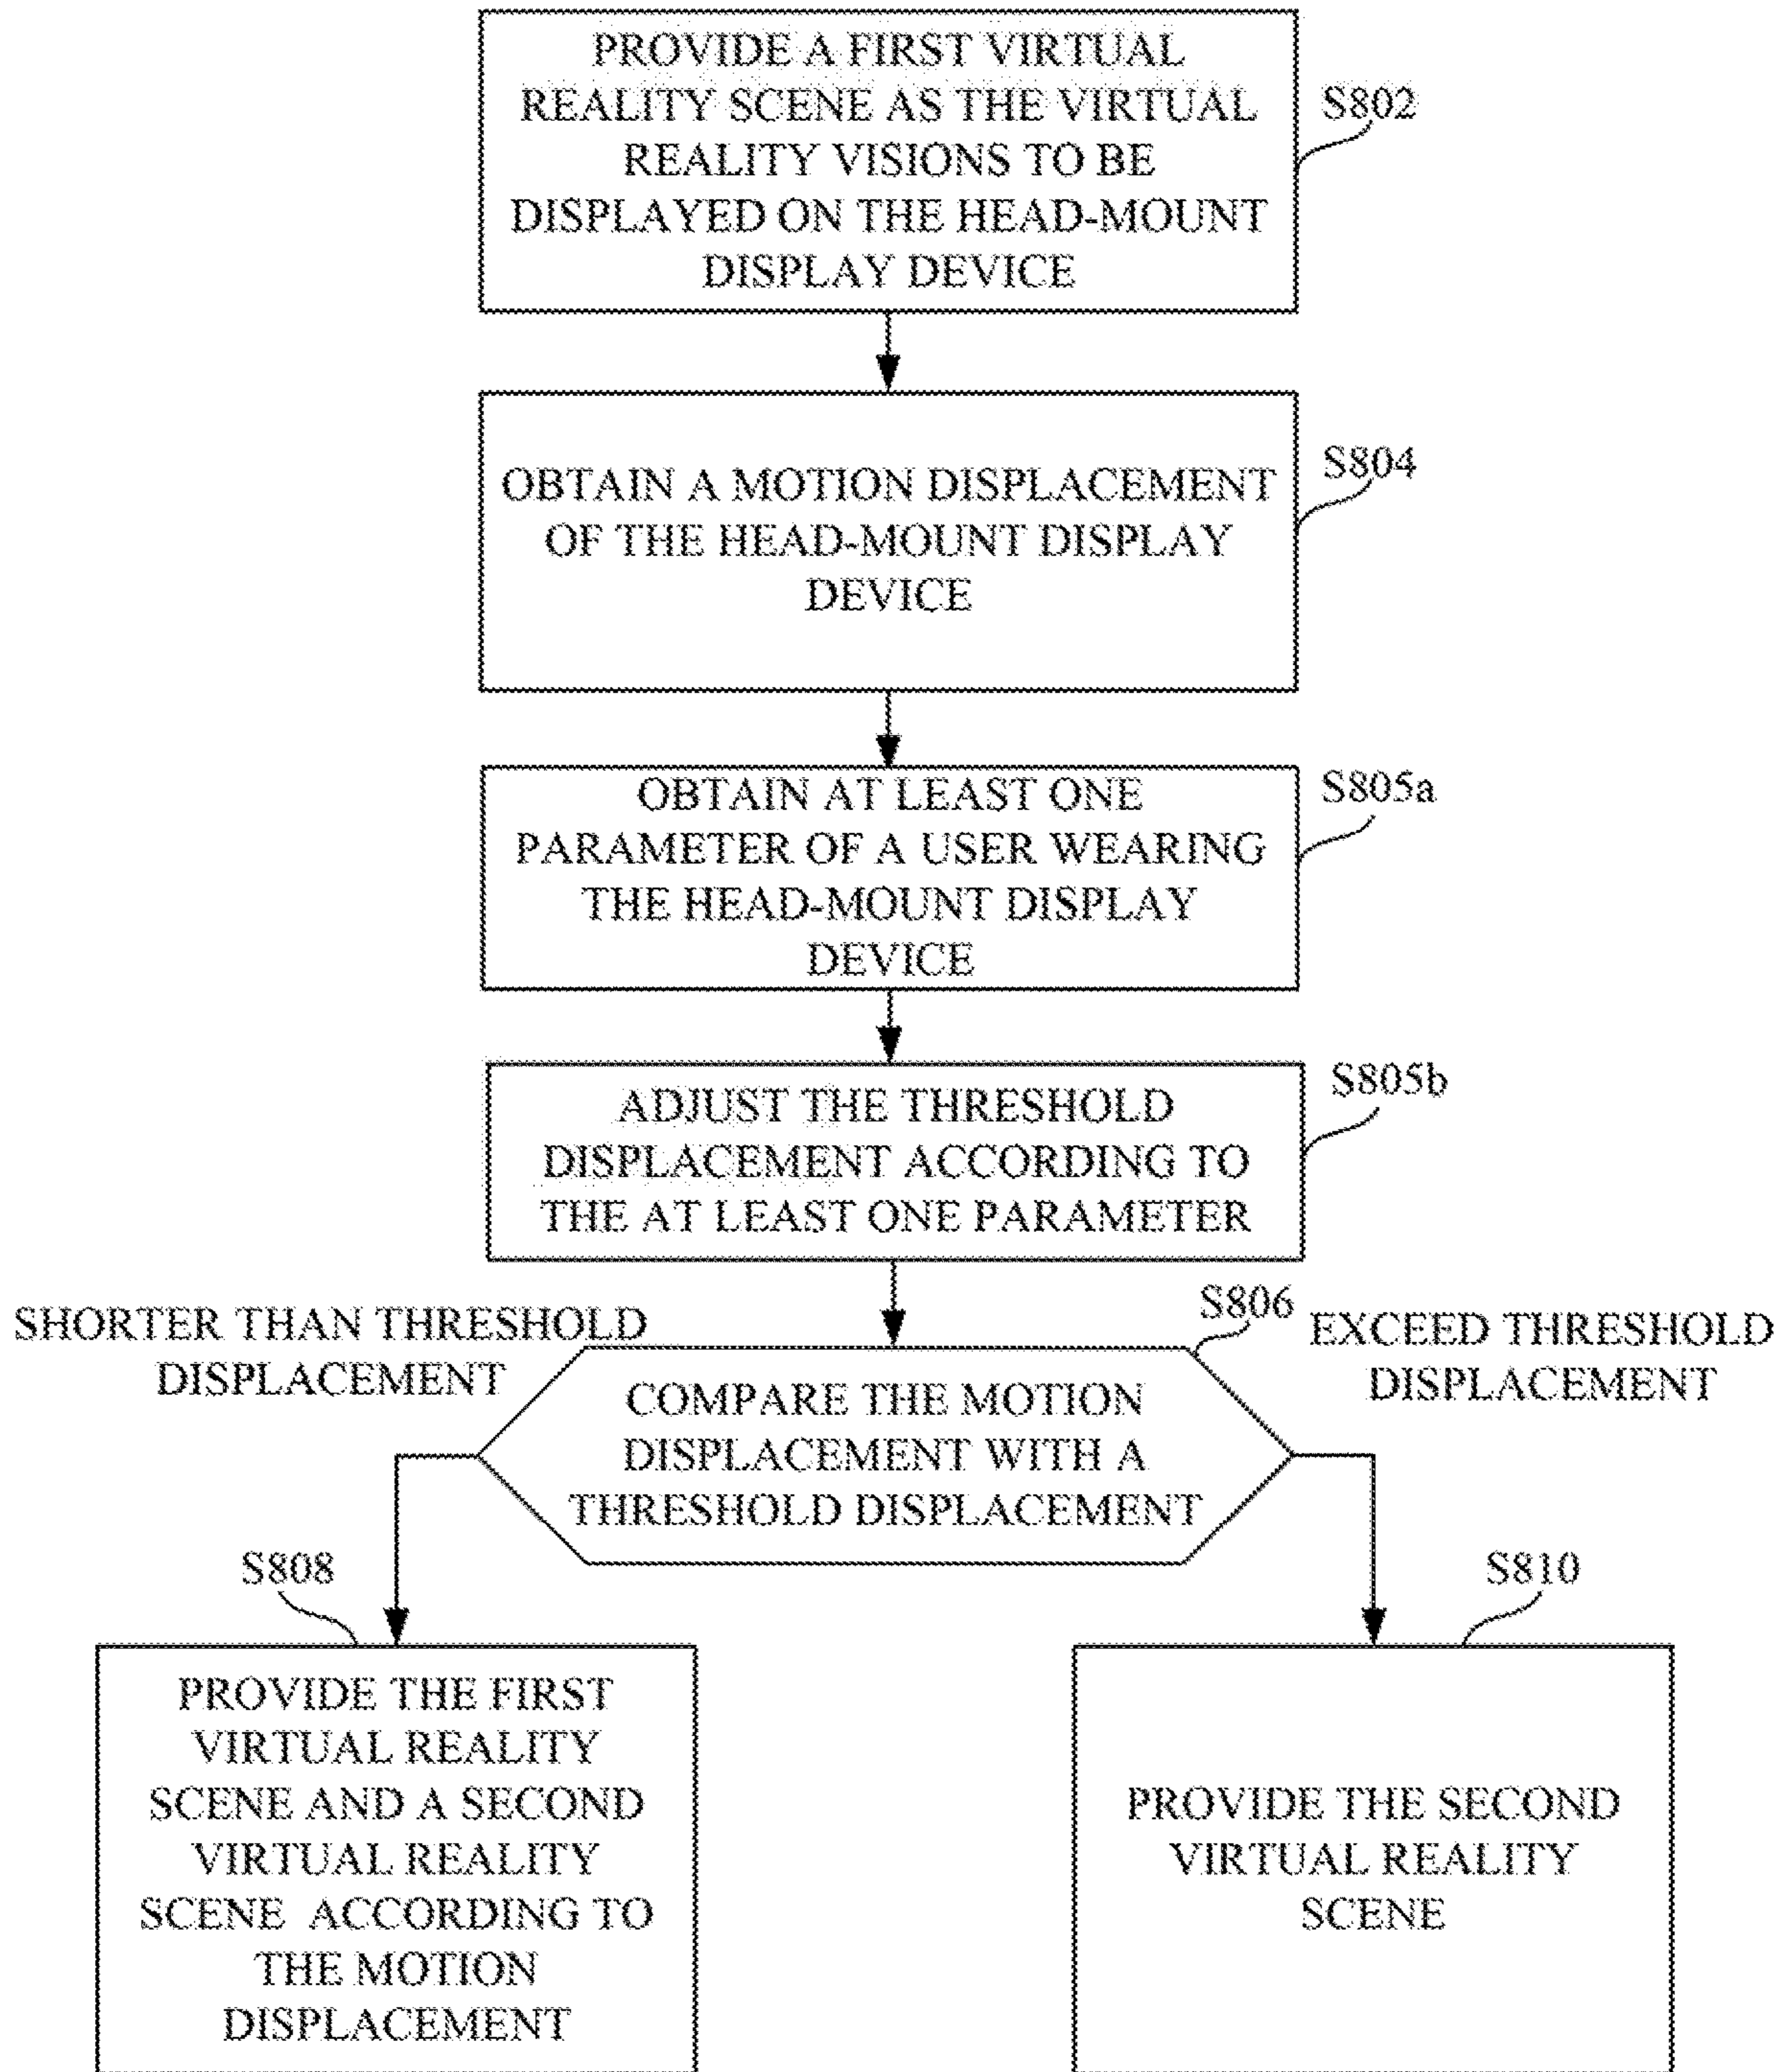 PROVIDE A FIRST VIRTUAL
REALITY SCENE AS THE VIRTUAL
REALITY VISIONS TO BE
DISPLAYED ON THE HEAD-MOUNT
DISPLAY DEVICE
S802
OBTAIN A MOTION DISPLACEMENT
OF THE HEAD-MOUNT DISPLAY
DEVICE
S804
OBTAIN AT LEAST ONE
PARAMETER OF A USER WEARING
THE HEAD-MOUNT DISPLAY
DEVICE
S805a
ADJUST THE THRESHOLD
DISPLACEMENT ACCORDING TO
THE AT LEAST ONE PARAMETER
S805b
SHORTER THAN THRESHOLD
DISPLACEMENT
S806
EXCEED THRESHOLD
DISPLACEMENT
COMPARE THE MOTION
DISPLACEMENT WITH A
THRESHOLD DISPLACEMENT
S808
PROVIDE THE FIRST
VIRTUAL REALITY
SCENE AND A SECOND
VIRTUAL REALITY
SCENE ACCORDING TO
THE MOTION
DISPLACEMENT
S810
PROVIDE THE SECOND
VIRTUAL REALITY
SCENE